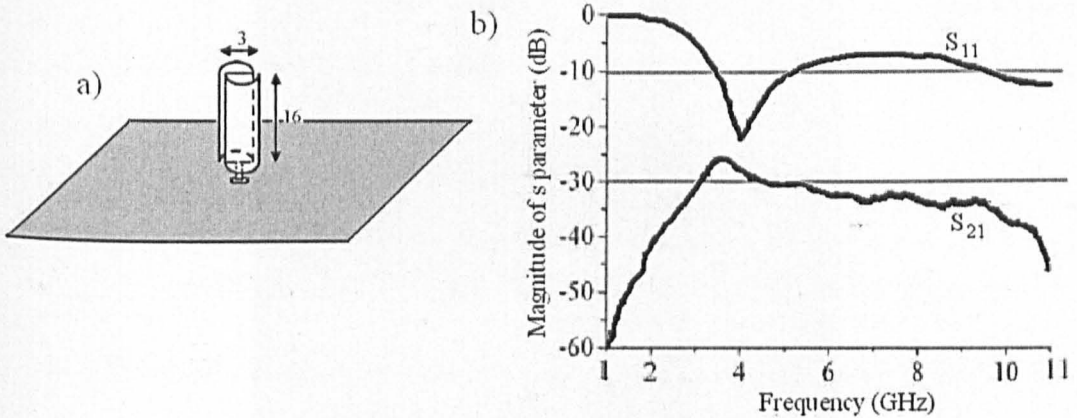 a)
3
16
b)
Magnitude of s parameter (dB)
0
-10
-20
-30
-40
-50
-60
S11
S21
1 2 4 6 8 10 11
Frequency (GHz)